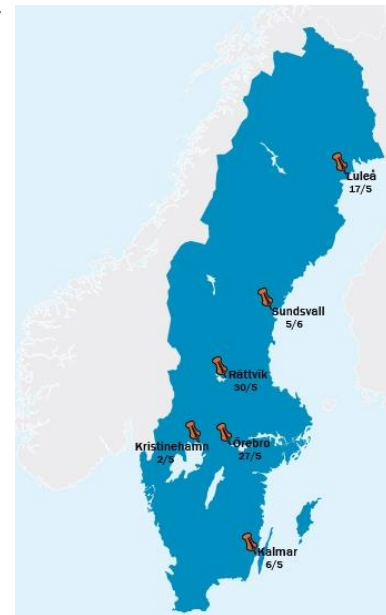 Luleå
17/5
Sundsvall
5/6
Rättvik
30/5
Kristinehamn
2/5
Örebro
27/5
Kalmar
6/5